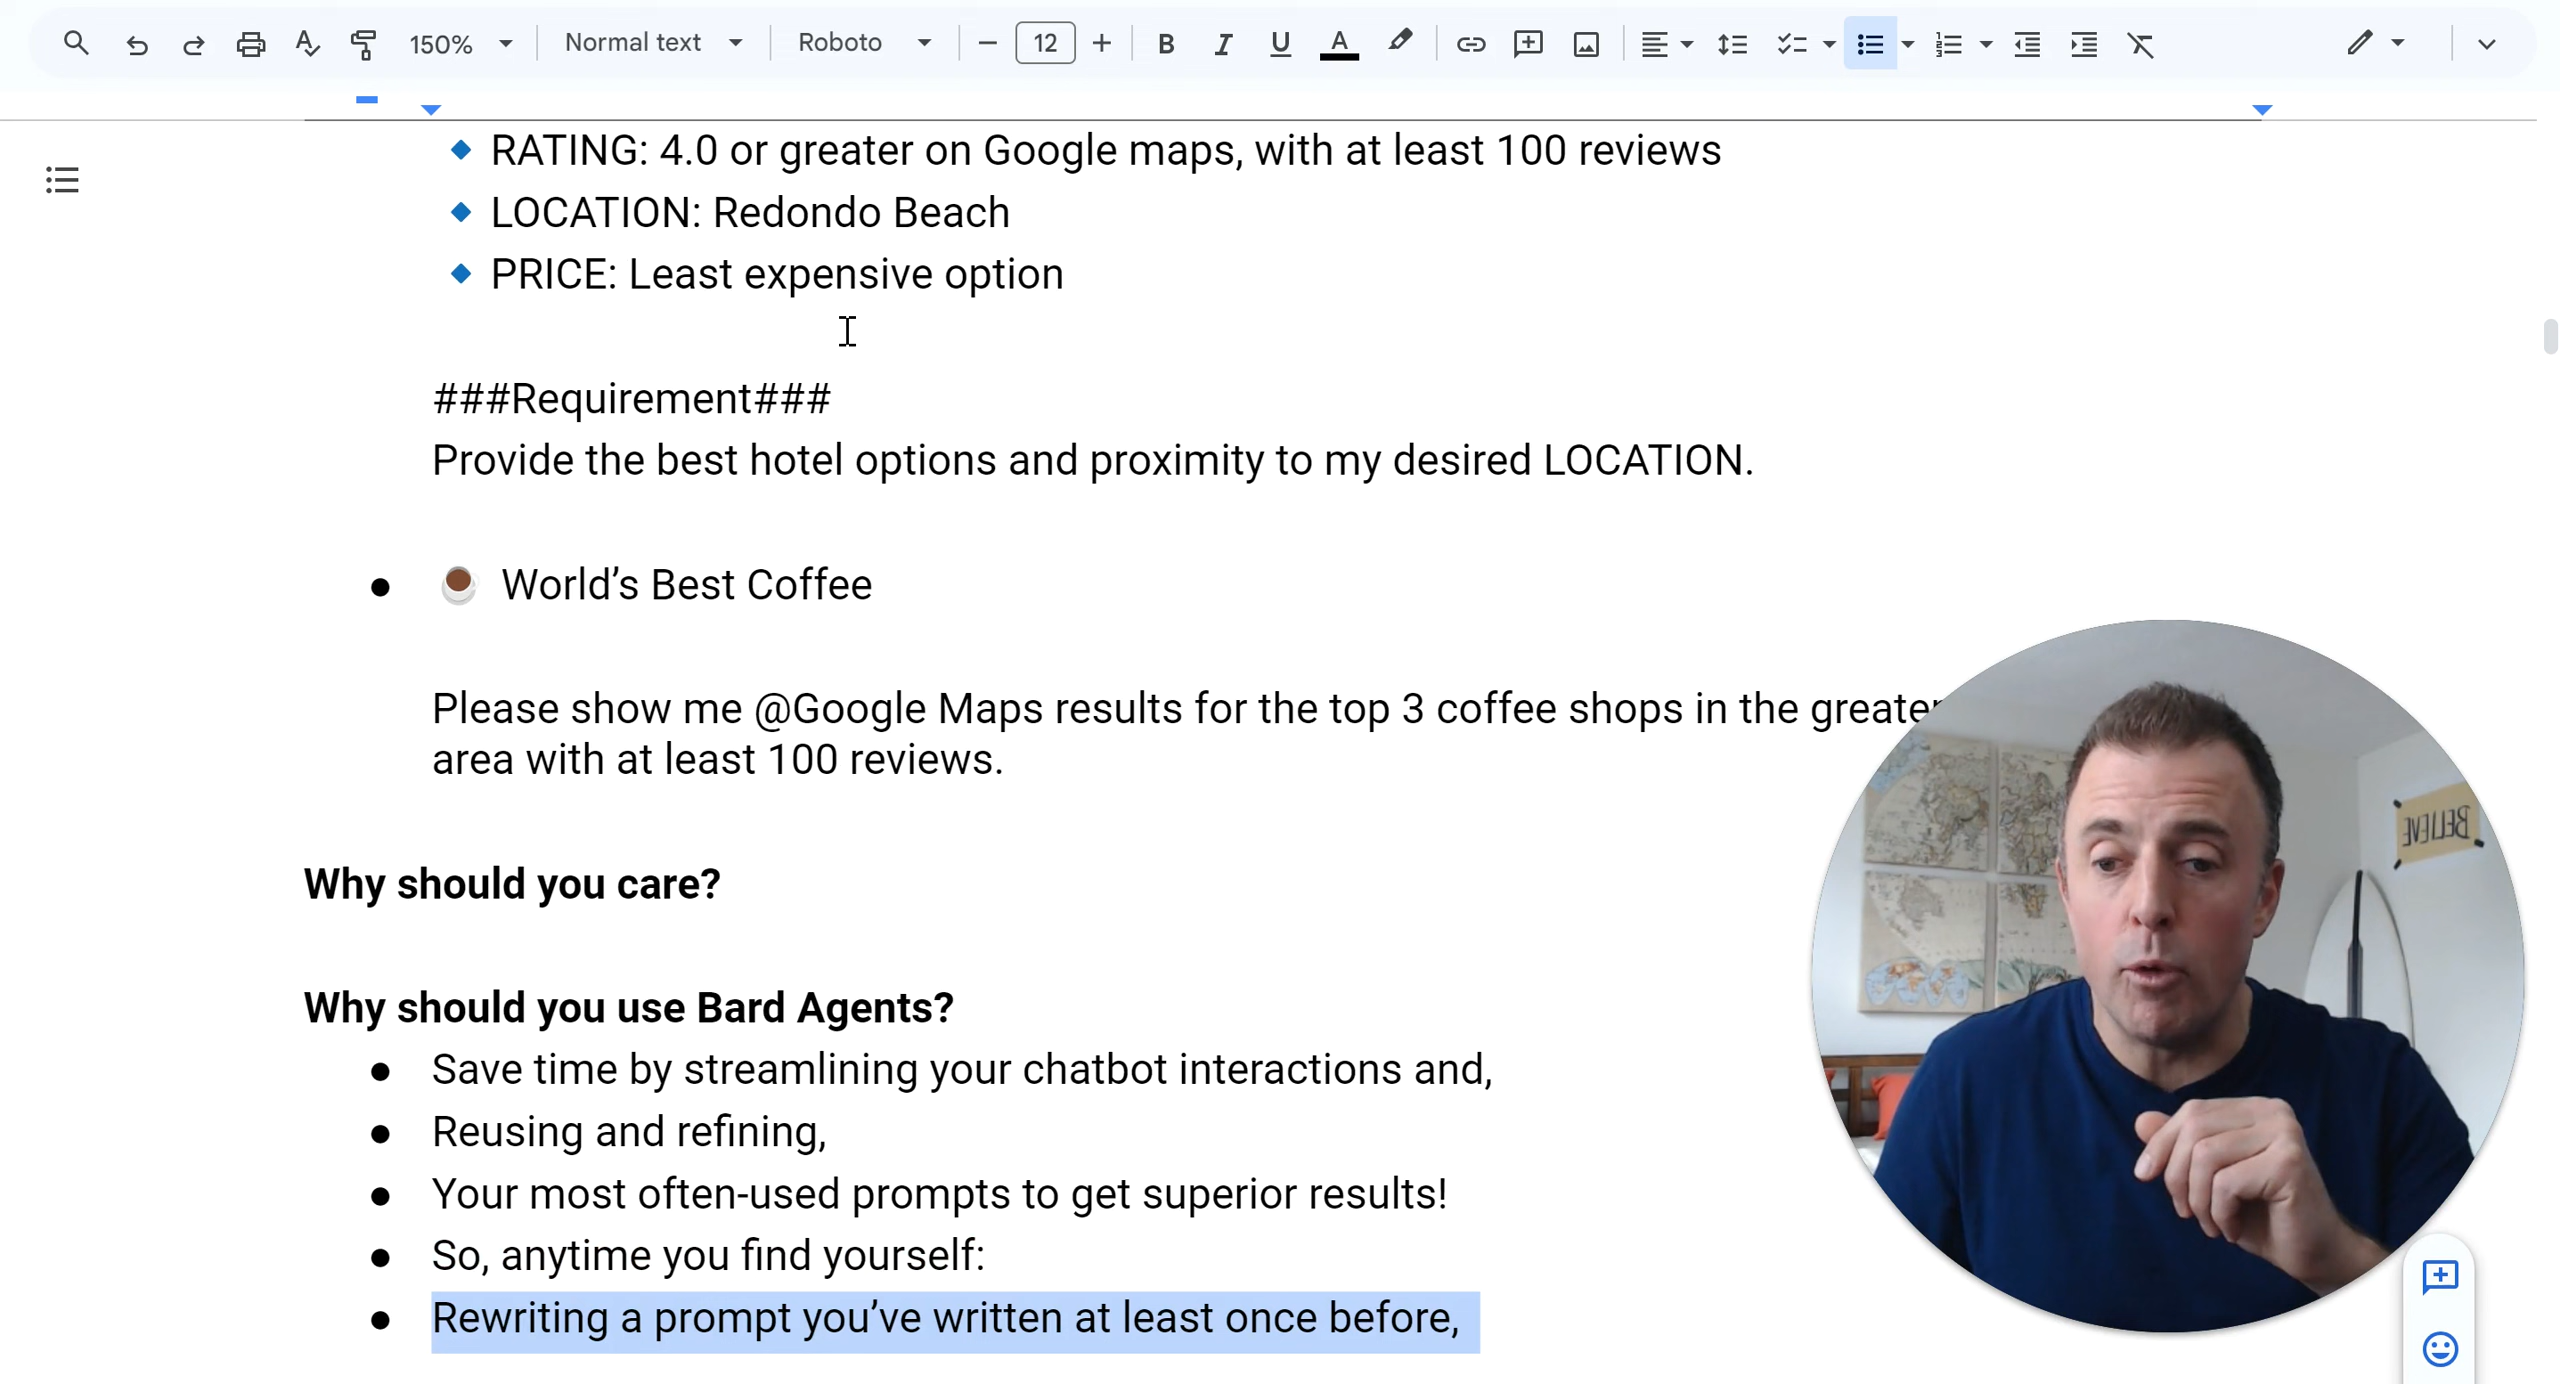 150%
Normal text
Roboto
12
RATING: 4.0 or greater on Google maps, with at least 100 reviews
LOCATION: Redondo Beach
PRICE: Least expensive option
###Requirement###
Provide the best hotel options and proximity to my desired LOCATION.
World’s Best Coffee
Please show me @Google Maps results for the top 3 coffee shops in the greater
area with at least 100 reviews.
BELIEVE
Why should you care?
Why should you use Bard Agents?
Save time by streamlining your chatbot interactions and,
Reusing and refining,
Your most often-used prompts to get superior results!
So, anytime you find yourself:
Rewriting a prompt you’ve written at least once before,